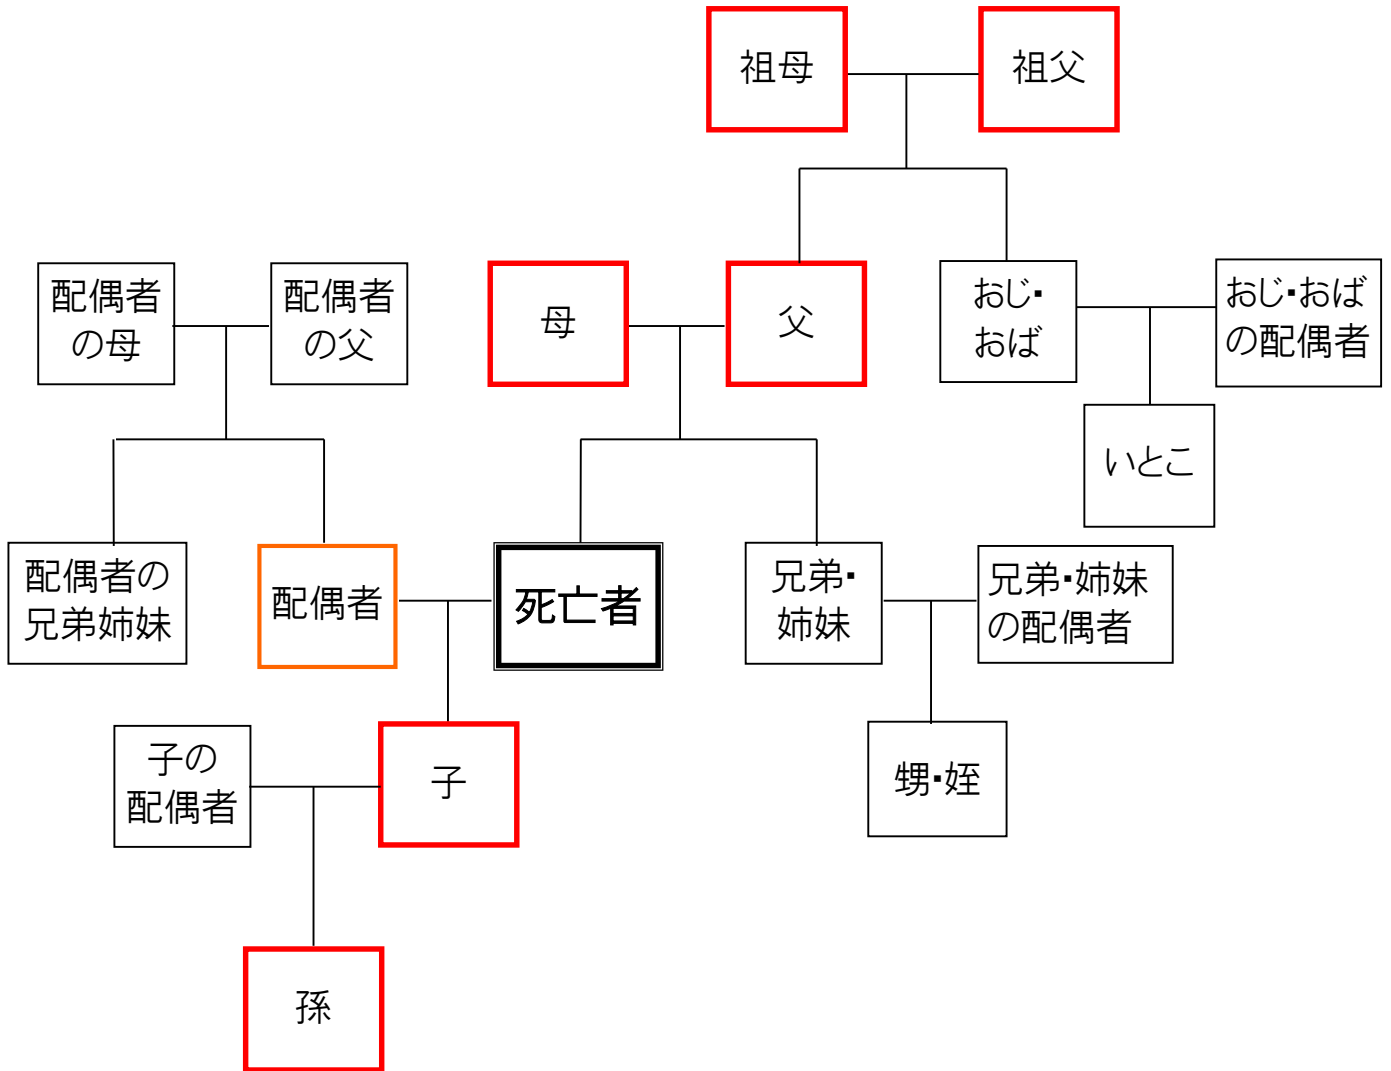 祖母
祖父
配偶者
の母
配偶者
の父
母
父
おじ・
おば
おじ・おば
の配偶者
いとこ
配偶者の
兄弟姉妹
配偶者
死亡者
兄弟・
姉妹
兄弟・姉妹
の配偶者
子の
配偶者
子
甥・姪
孫